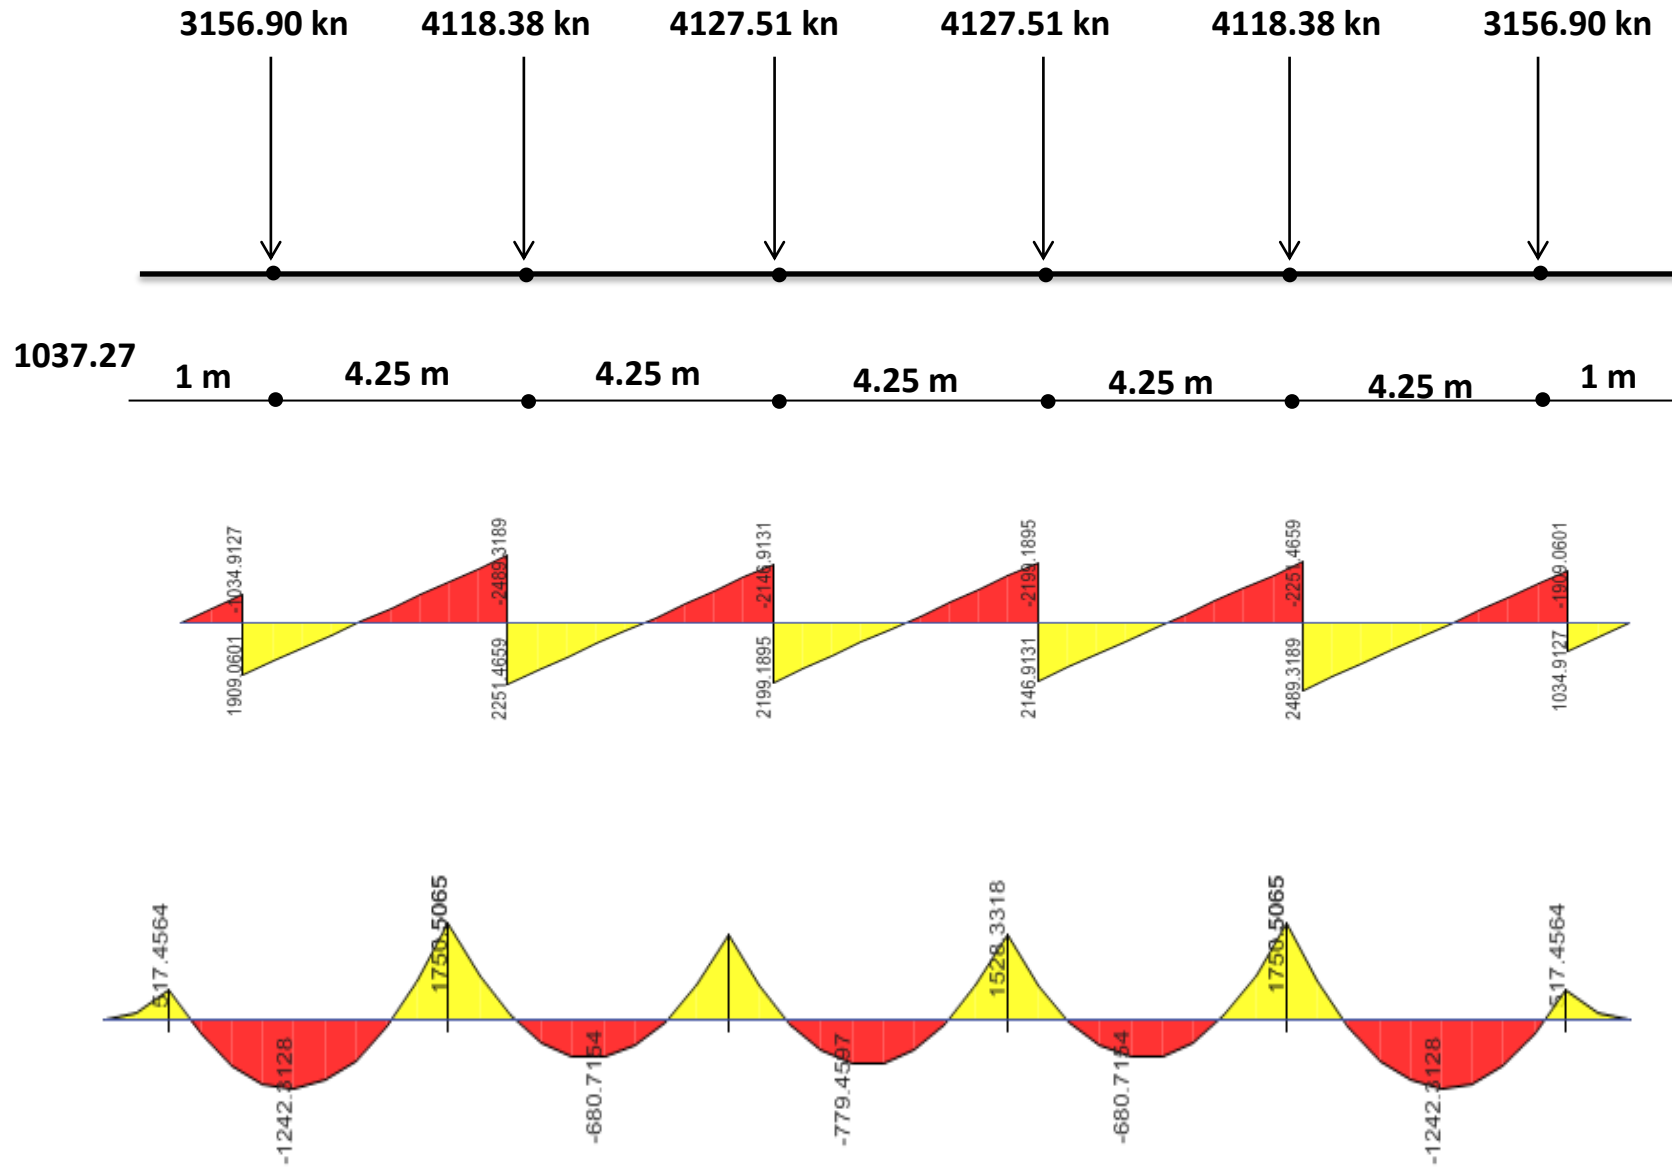 3156.90 kn 4118.38 kn 4127.51 kn 4127.51 kn 4118.38 kn 3156.90 kn
1037.27
1 m 4.25 m 4.25 m 4.25 m 4.25 m 4.25 m 1 m
-1034.9127 -2489.3189 -2146.9131 -2199.1895 -2251.4659 -1909.0601
1909.0601 2251.4659 2199.1895 2146.9131 2489.3189 1034.9127
517.4564 1750.5065 1528.3318 1750.5065 517.4564
-1242.3128 -680.7154 -779.4597 -680.7154 -1242.3128